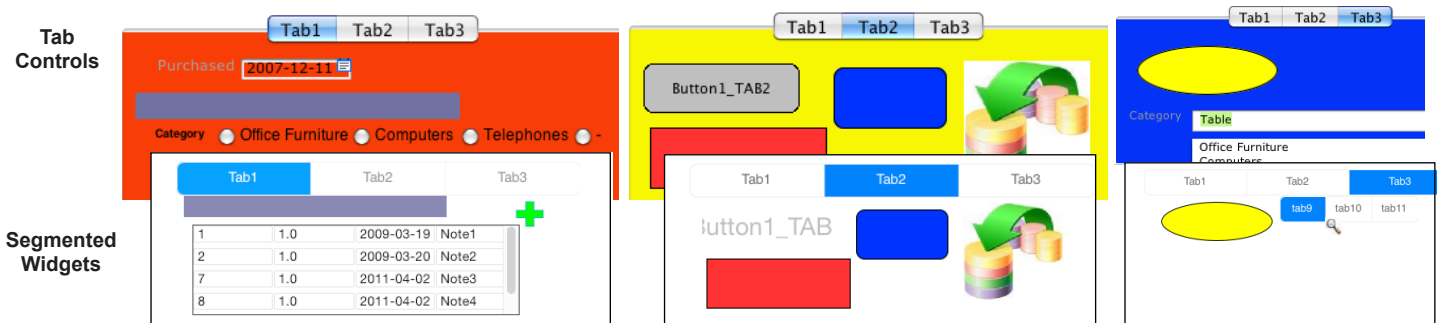 Tab
Controls
Tab1 Tab2 Tab3
Purchased 2007-12-11
Category Office Furniture Computers Telephones -
Tab1 Tab2 Tab3
Button1_TAB2
Tab1 Tab2 Tab3
Category Table
Office Furniture
Computers
Segmented
Widgets
Tab1 Tab2 Tab3
1 1.0 2009-03-19 Note1
2 1.0 2009-03-20 Note2
7 1.0 2011-04-02 Note3
8 1.0 2011-04-02 Note4
Tab1 Tab2 Tab3
utton1_TAB
Tab1 Tab2 Tab3
tab9 tab10 tab11